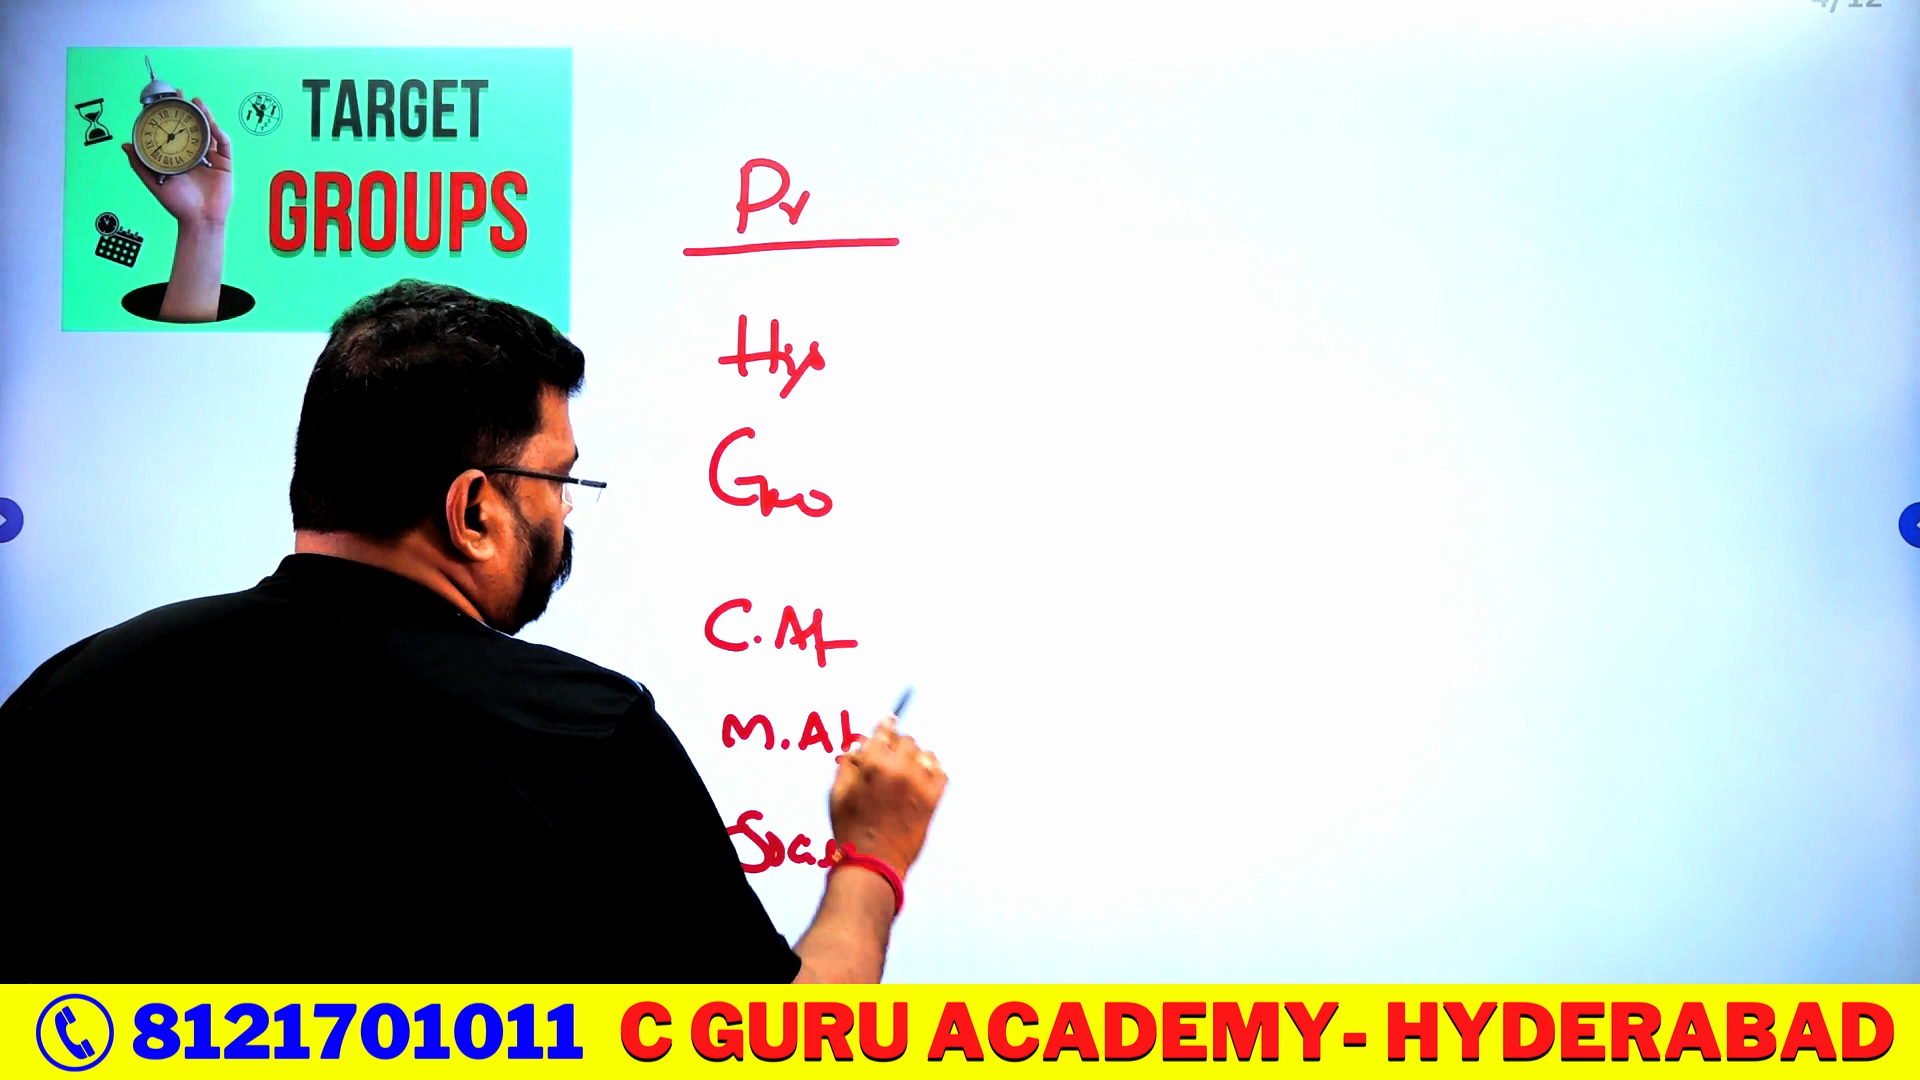 TARGET
GROUPS
Pr
Hys
Geo
C.Af
M.Af
8121701011 C GURU ACADEMY- HYDERABAD